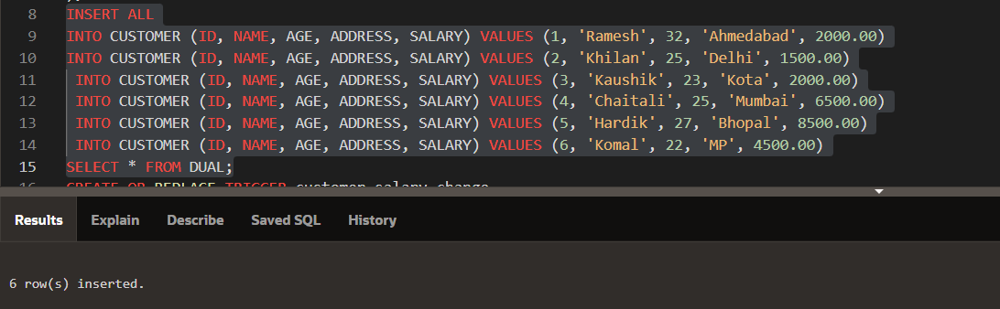 8 INSERT ALL
9 INTO CUSTOMER (ID, NAME, AGE, ADDRESS, SALARY) VALUES (1, 'Ramesh', 32, 'Ahmedabad', 2000.00)
10 INTO CUSTOMER (ID, NAME, AGE, ADDRESS, SALARY) VALUES (2, 'Khilan', 25, 'Delhi', 1500.00)
11 INTO CUSTOMER (ID, NAME, AGE, ADDRESS, SALARY) VALUES (3, 'Kaushik', 23, 'Kota', 2000.00)
12 INTO CUSTOMER (ID, NAME, AGE, ADDRESS, SALARY) VALUES (4, 'Chaitali', 25, 'Mumbai', 6500.00)
13 INTO CUSTOMER (ID, NAME, AGE, ADDRESS, SALARY) VALUES (5, 'Hardik', 27, 'Bhopal', 8500.00)
14 INTO CUSTOMER (ID, NAME, AGE, ADDRESS, SALARY) VALUES (6, 'Komal', 22, 'MP', 4500.00)
15 SELECT * FROM DUAL;
16 CREATE OR REPLACE TRIGGER customer_salary_change
Results Explain Describe Saved SQL History
6 row(s) inserted.